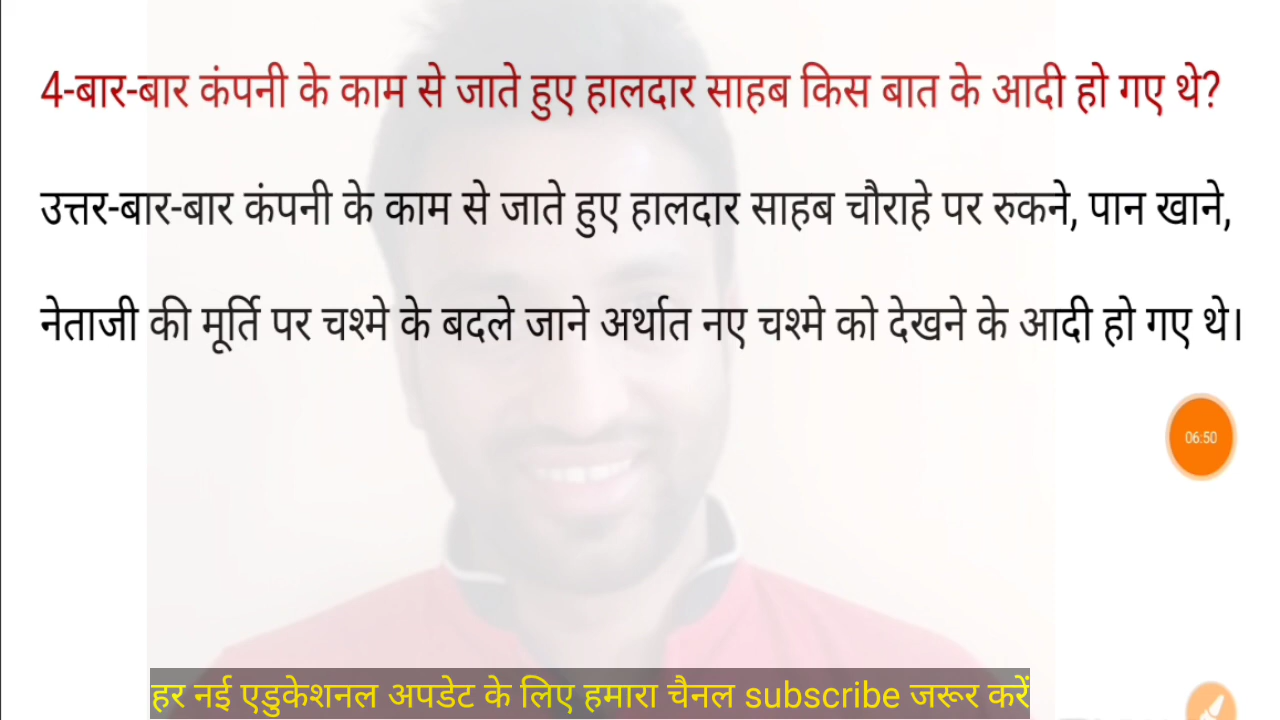 4-बार-बार कंपनी के काम से जाते हुए हालदार साहब किस बात के आदी हो गए थे?
उत्तर-बार-बार कंपनी के काम से जाते हुए हालदार साहब चौराहे पर रुकने, पान खाने,
नेताजी की मूर्ति पर चश्मे के बदले जाने अर्थात नए चश्मे को देखने के आदी हो गए थे।
06:50
हर नई एडुकेशनल अपडेट के लिए हमारा चैनल subscribe जरूर करें